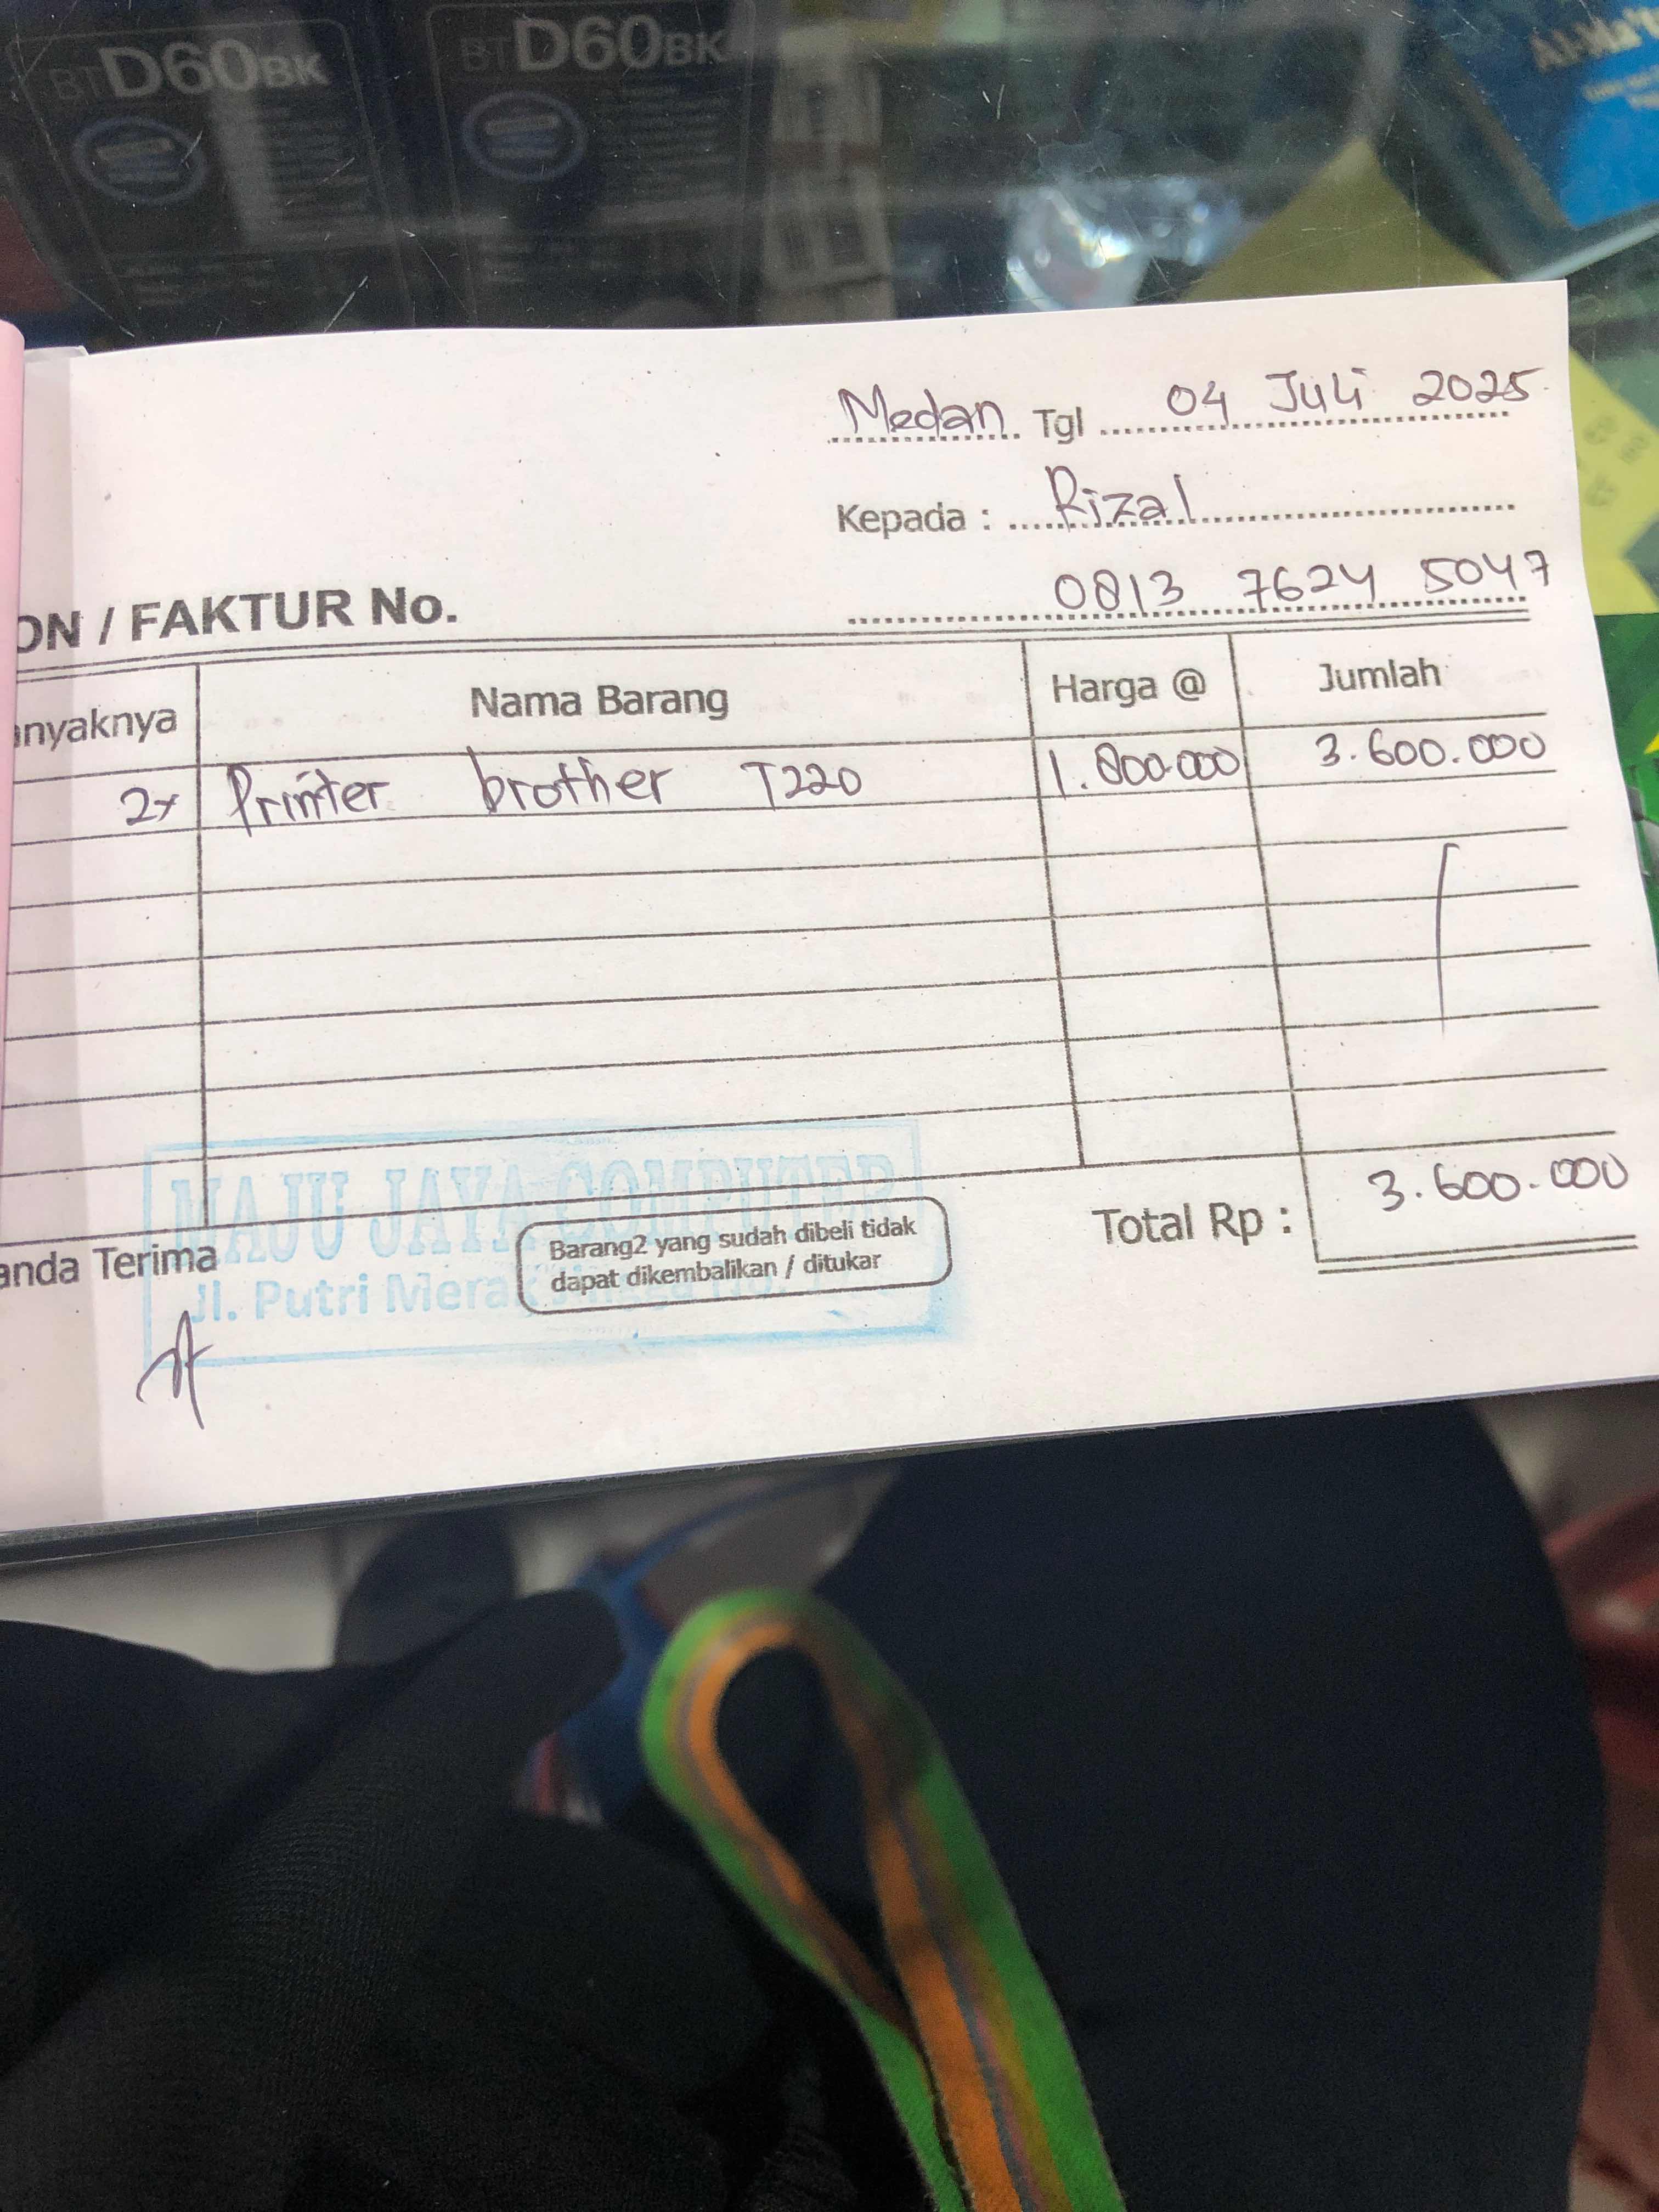 BTD60BK BTD60BK
Medan Tgl 04 Juli 2025
Kepada : Rizal
0813 7624 5047
ON / FAKTUR No.
anyaknya Nama Barang Harga @ Jumlah
2x Printer brother T220 1.800.000 3.600.000
MAJU JAYA COMPUTER
Jl. Putri Merak
anda Terima
Barang2 yang sudah dibeli tidak
dapat dikembalikan / ditukar
Total Rp : 3.600.000